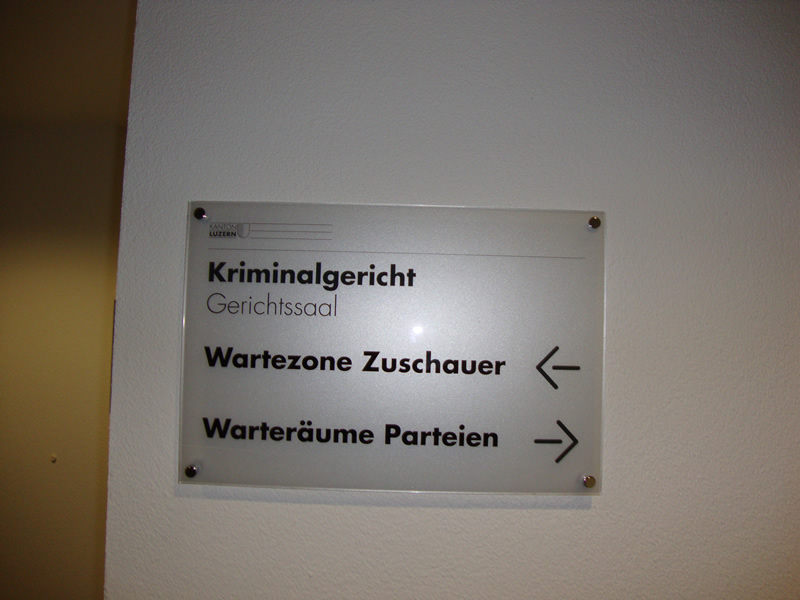 KANTON
LUZERN
Kriminalgericht
Gerichtssaal
Wartezone Zuschauer ←
Warteräume Parteien →